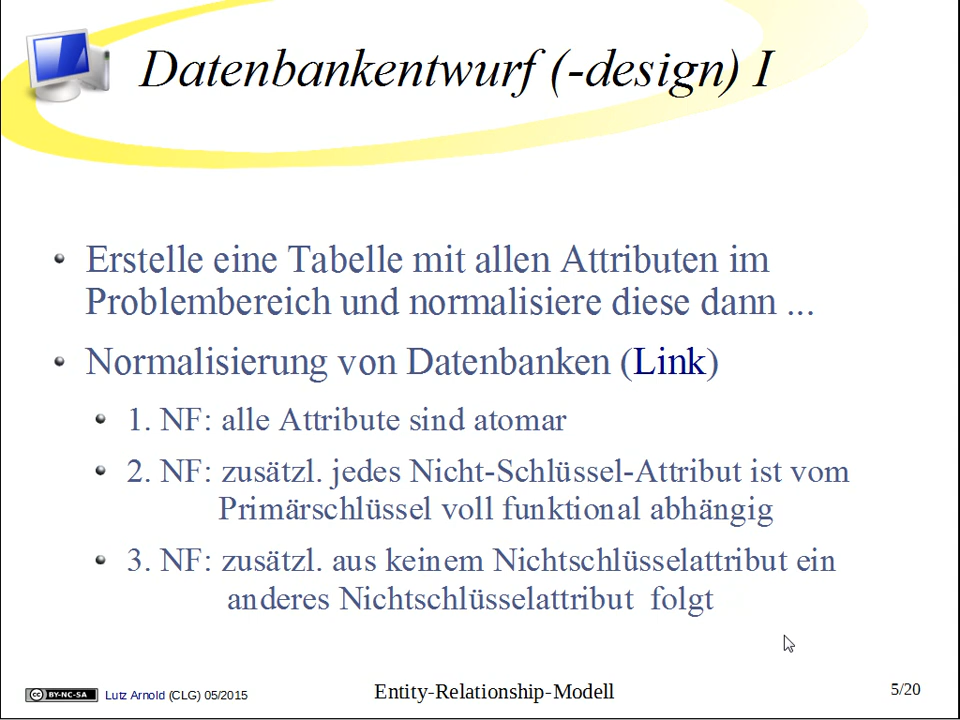 Datenbankentwurf (-design) I
Erstelle eine Tabelle mit allen Attributen im
Problembereich und normalisiere diese dann ...
Normalisierung von Datenbanken (Link)
1. NF: alle Attribute sind atomar
2. NF: zusätzl. jedes Nicht-Schlüssel-Attribut ist vom
Primärschlüssel voll funktional abhängig
3. NF: zusätzl. aus keinem Nichtschlüsselattribut ein
anderes Nichtschlüsselattribut folgt
cc BY-NC-SA Lutz Arnold (CLG) 05/2015
Entity-Relationship-Modell
5/20